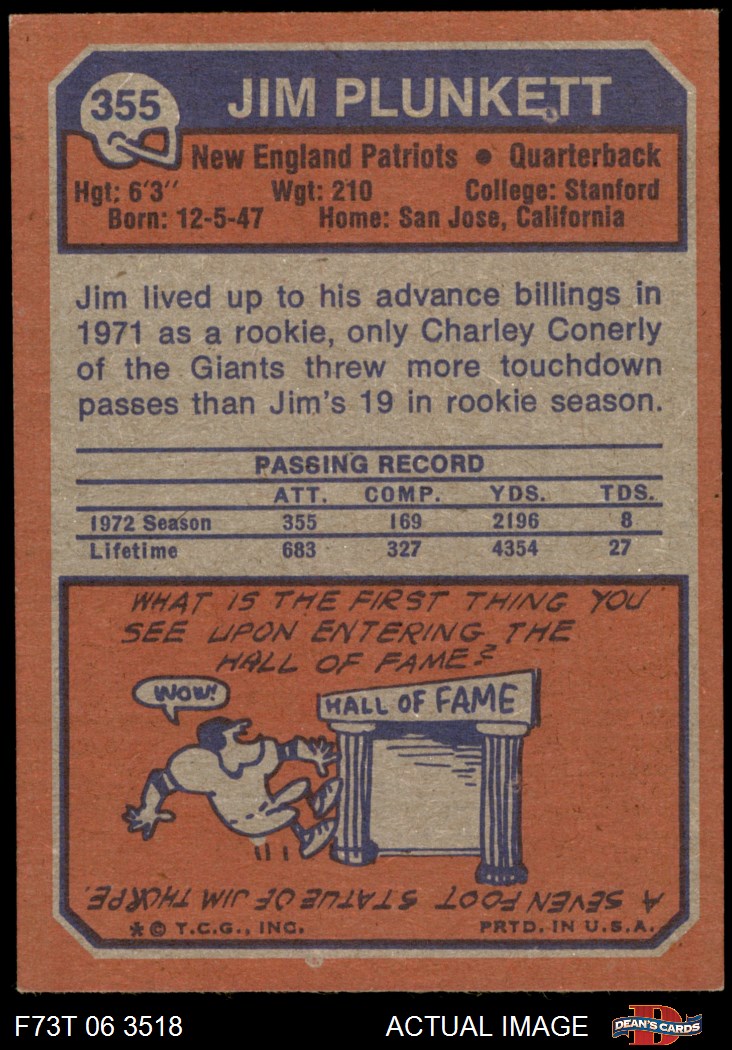 355
JIM PLUNKETT
New England Patriots • Quarterback
Hgt: 6'3" Wgt: 210 College: Stanford
Born: 12-5-47 Home: San Jose, California
Jim lived up to his advance billings in
1971 as a rookie, only Charley Conerly
of the Giants threw more touchdown
passes than Jim's 19 in rookie season.
PASSING RECORD
ATT. COMP. YDS. TDS.
1972 Season 355 169 2196 8
Lifetime 683 327 4354 27
WHAT IS THE FIRST THING YOU
SEE UPON ENTERING THE
HALL OF FAME?
WOW!
HALL OF FAME
A SEVEN FOOT STATUE OF JIM THORPE.
* © T.C.G., INC. PRTD. IN U.S.A.
F73T 06 3518 ACTUAL IMAGE
D
DEAN'S CARDS